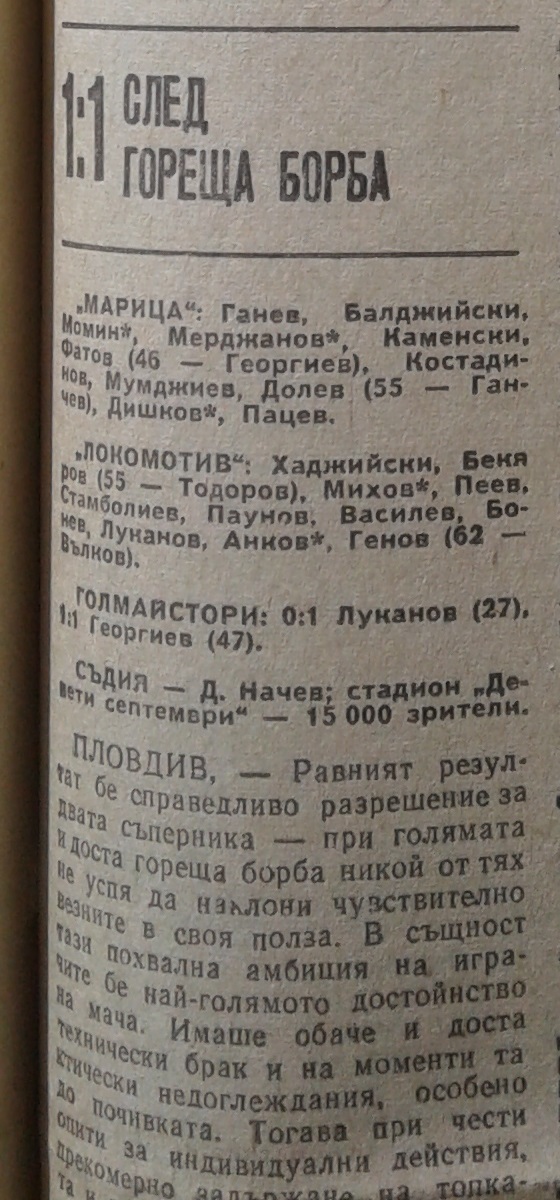 1:1 СЛЕД
ГОРЕЩА БОРБА
„МАРИЦА“: Ганев, Балджийски,
Момин*, Мерджанов*, Каменски,
Фатов (46 — Георгиев), Костади-
нов, Мумджиев, Долев (55 — Ган-
чев), Дишков*, Пацев.
„ЛОКОМОТИВ“: Хаджийски, Бекя
ров (55 — Тодоров), Михов*, Пеев,
Стамболиев, Паунов, Василев, Бо-
нев, Луканов, Анков*, Генов (62 —
Вълков).
ГОЛМАЙСТОРИ: 0:1 Луканов (27),
1:1 Георгиев (47).
СЪДИЯ — Д. Начев; стадион „Де-
вети септември“ — 15 000 зрители.
ПЛОВДИВ, — Равният резул-
тат бе справедливо разрешение за
двата съперника — при голямата
и доста гореща борба никой от тях
не успя да наклони чувствително
везните в своя полза. В същност
тази похвална амбиция на игра-
чите бе най-голямото достойнство
на мача. Имаше обаче и доста
технически брак и на моменти та
ктически недоглеждания, особено
до почивката. Тогава при чести
опити за индивидуални действия,
прекомерно задържане на топка-
та и